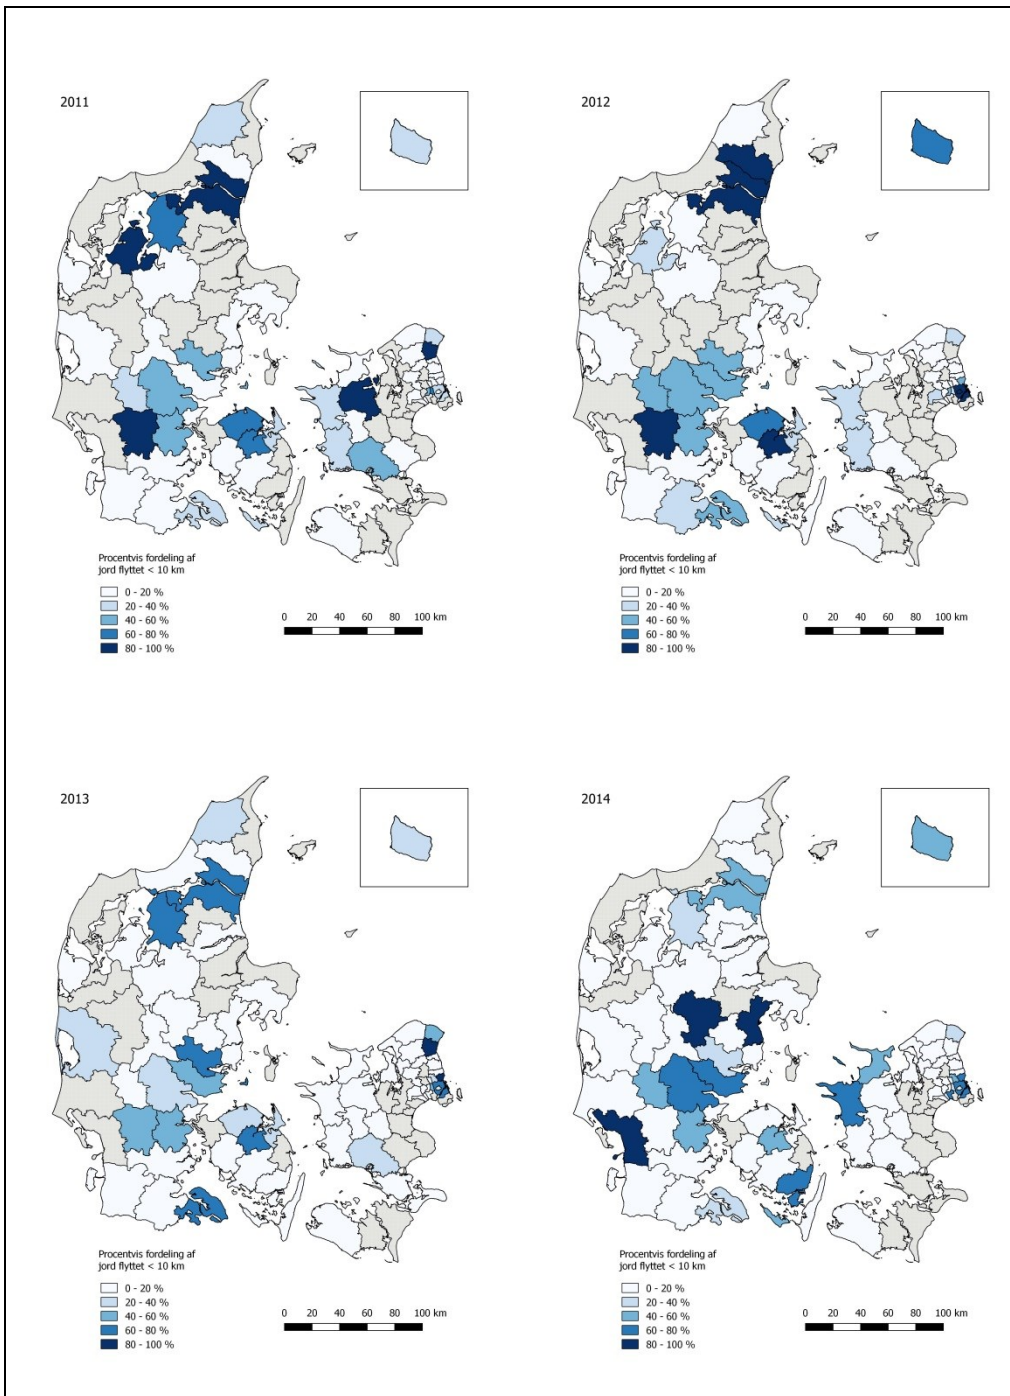 2011
Procentvis fordeling af
jord flyttet < 10 km
0 - 20 %
20 - 40 %
40 - 60 %
60 - 80 %
80 - 100 %
0 20 40 60 80 100 km
2012
Procentvis fordeling af
jord flyttet < 10 km
0 - 20 %
20 - 40 %
40 - 60 %
60 - 80 %
80 - 100 %
0 20 40 60 80 100 km
2013
Procentvis fordeling af
jord flyttet < 10 km
0 - 20 %
20 - 40 %
40 - 60 %
60 - 80 %
80 - 100 %
0 20 40 60 80 100 km
2014
Procentvis fordeling af
jord flyttet < 10 km
0 - 20 %
20 - 40 %
40 - 60 %
60 - 80 %
80 - 100 %
0 20 40 60 80 100 km